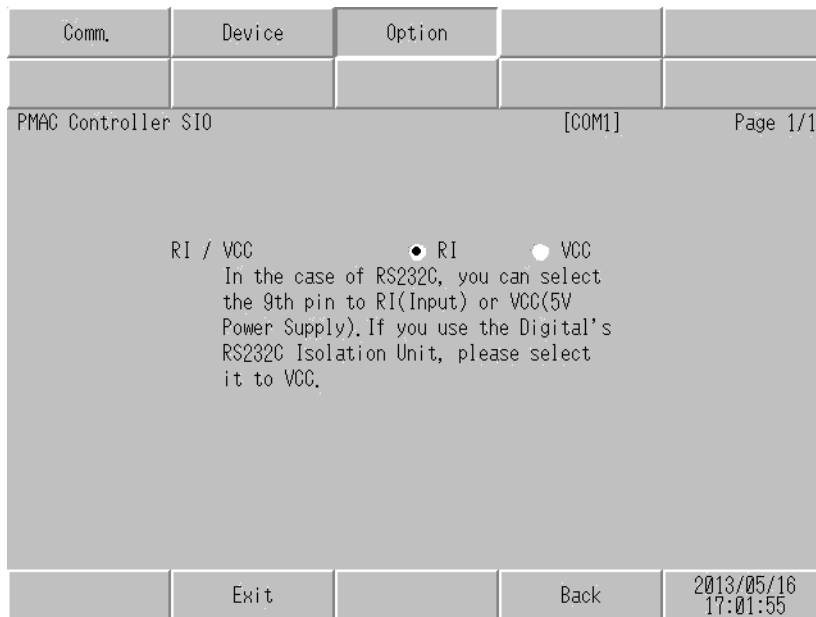 Comm. Device Option
PMAC Controller SIO [COM1] Page 1/1
RI / VCC RI VCC
In the case of RS232C, you can select
the 9th pin to RI(Input) or VCC(5V
Power Supply).If you use the Digital's
RS232C Isolation Unit, please select
it to VCC.
Exit Back 2013/05/16
17:01:55